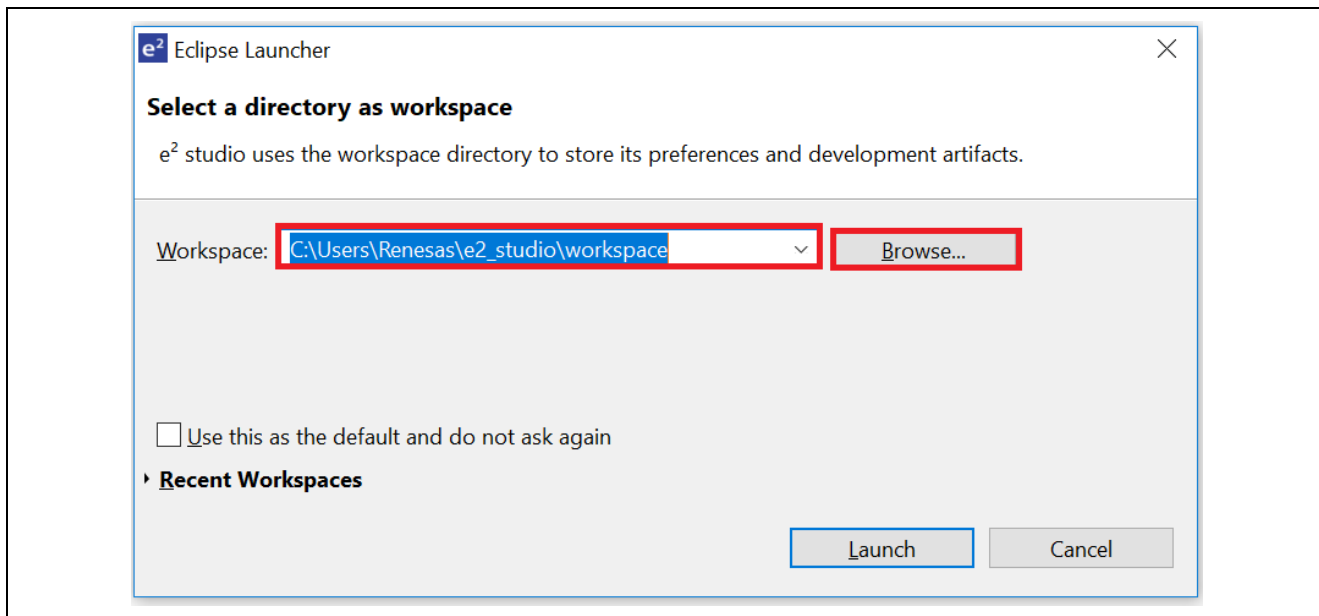 e² Eclipse Launcher
Select a directory as workspace
e² studio uses the workspace directory to store its preferences and development artifacts.
Workspace: C:\Users\Renesas\e2_studio\workspace Browse...
Use this as the default and do not ask again
Recent Workspaces
Launch Cancel